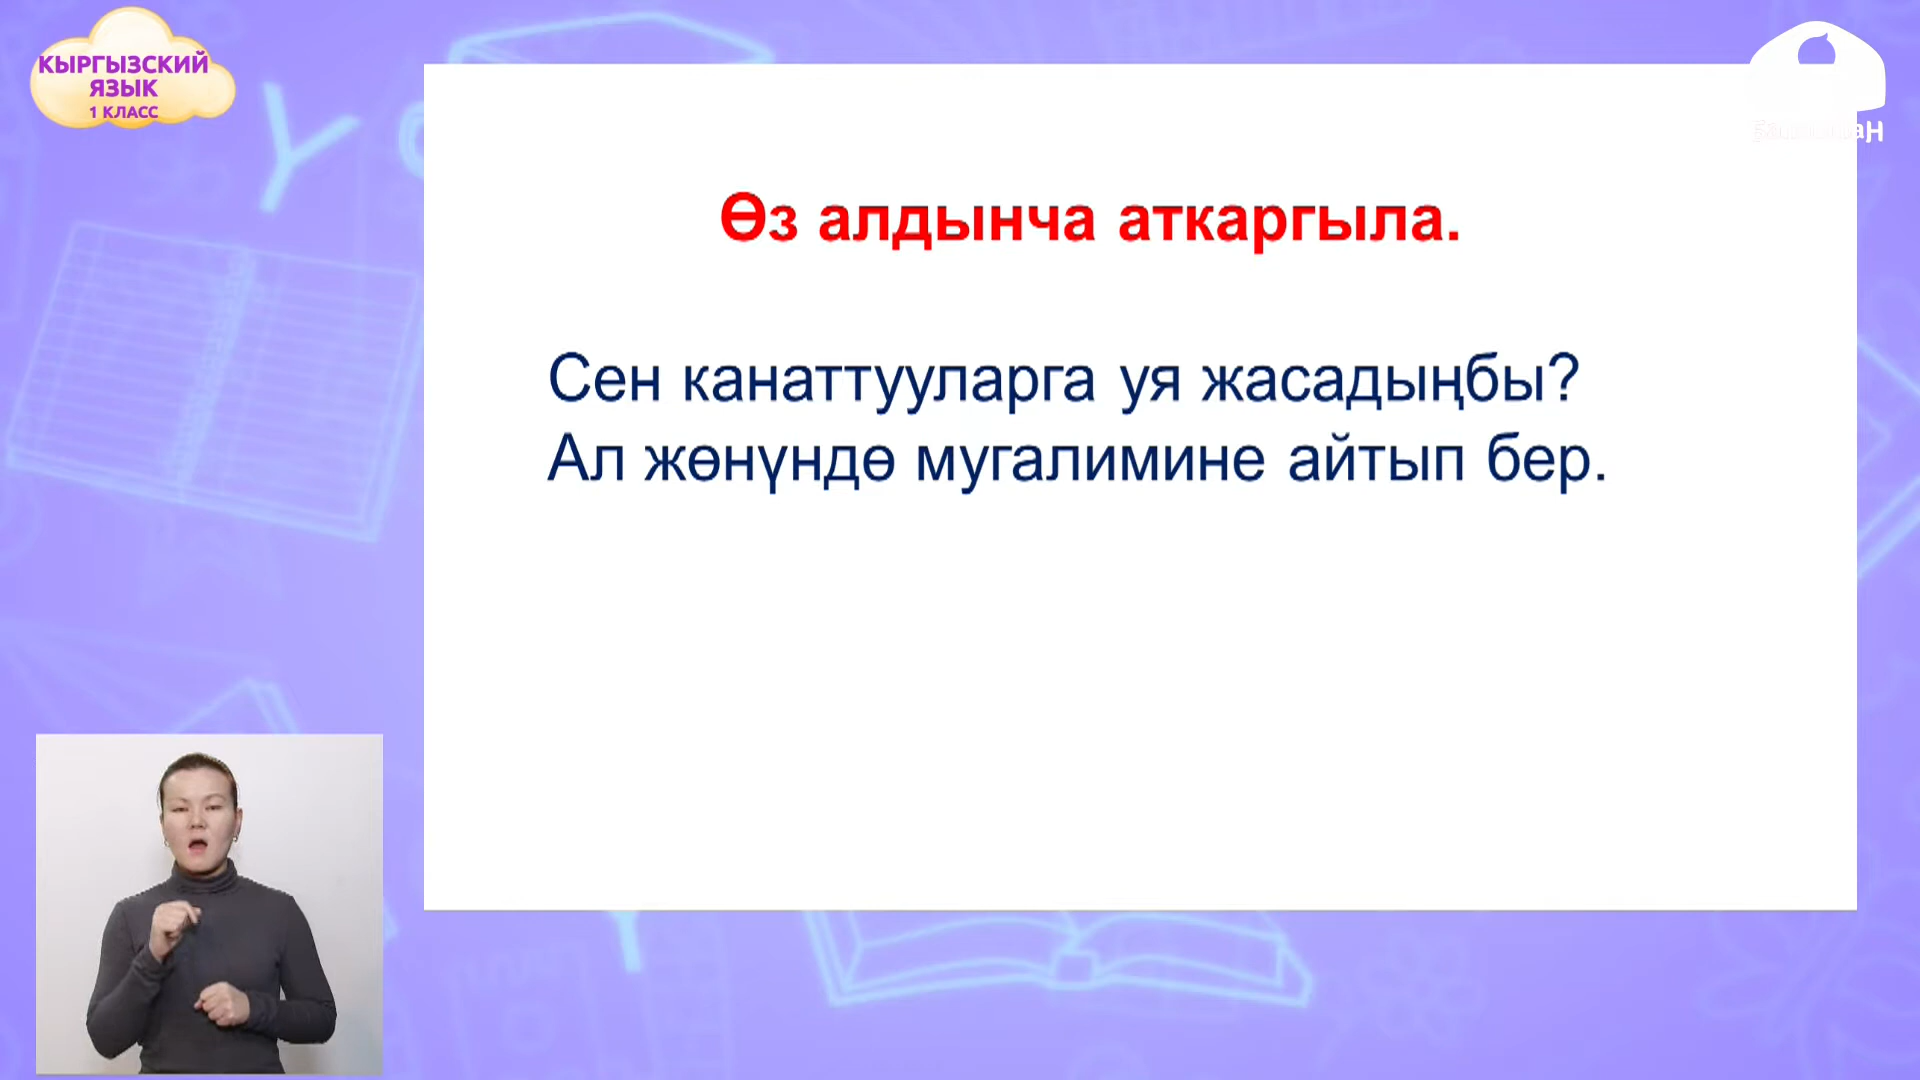 КЫРГЫЗСКИЙ
ЯЗЫК
1 КЛАСС
Өз алдынча аткаргыла.
Сен канаттууларга уя жасадыңбы?
Ал жөнүндө мугалимине айтып бер.